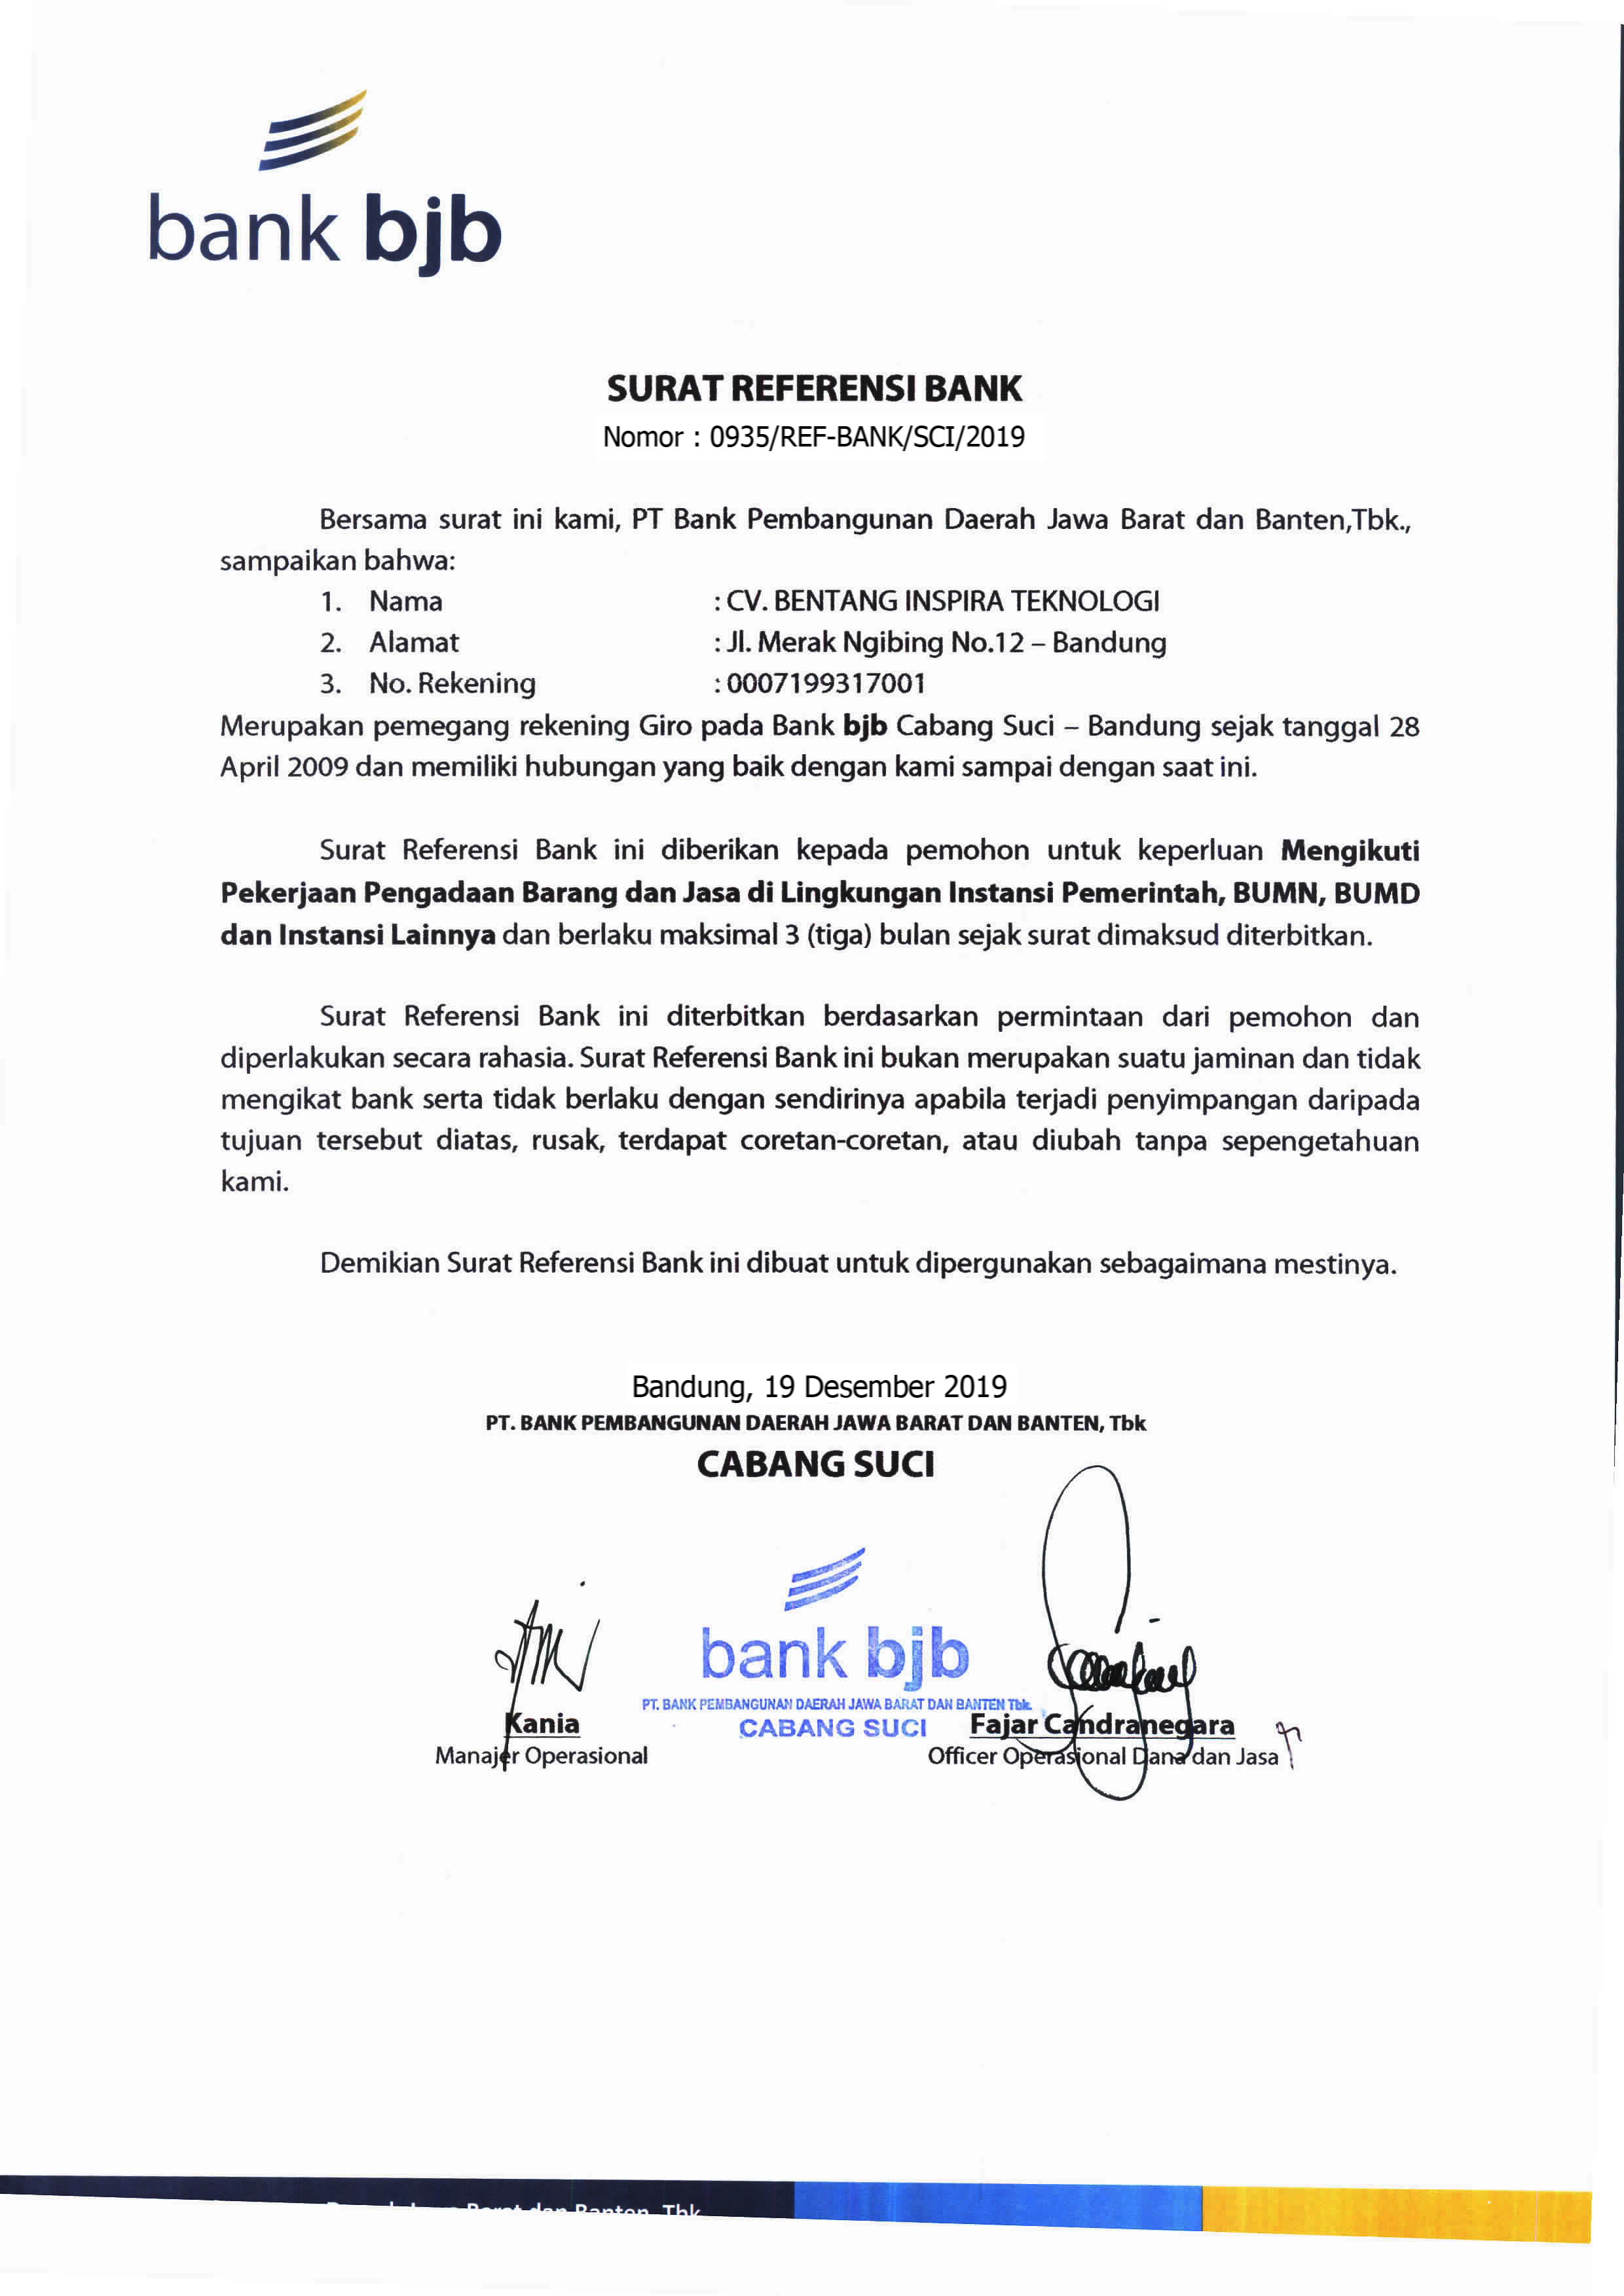 bank bjb
SURAT REFERENSI BANK
Nomor : 0935/REF-BANK/SCI/2019
Bersama surat ini kami, PT Bank Pembangunan Daerah Jawa Barat dan Banten,Tbk.,
sampaikan bahwa:
1. Nama : CV. BENTANG INSPIRA TEKNOLOGI
2. Alamat : Jl. Merak Ngibing No.12 – Bandung
3. No. Rekening : 0007199317001
Merupakan pemegang rekening Giro pada Bank bjb Cabang Suci – Bandung sejak tanggal 28
April 2009 dan memiliki hubungan yang baik dengan kami sampai dengan saat ini.
Surat Referensi Bank ini diberikan kepada pemohon untuk keperluan Mengikuti
Pekerjaan Pengadaan Barang dan Jasa di Lingkungan Instansi Pemerintah, BUMN, BUMD
dan Instansi Lainnya dan berlaku maksimal 3 (tiga) bulan sejak surat dimaksud diterbitkan.
Surat Referensi Bank ini diterbitkan berdasarkan permintaan dari pemohon dan
diperlakukan secara rahasia. Surat Referensi Bank ini bukan merupakan suatu jaminan dan tidak
mengikat bank serta tidak berlaku dengan sendirinya apabila terjadi penyimpangan daripada
tujuan tersebut diatas, rusak, terdapat coretan-coretan, atau diubah tanpa sepengetahuan
kami.
Demikian Surat Referensi Bank ini dibuat untuk dipergunakan sebagaimana mestinya.
Bandung, 19 Desember 2019
PT. BANK PEMBANGUNAN DAERAH JAWA BARAT DAN BANTEN, Tbk
CABANG SUCI
bank bjb
PT. BANK PEMBANGUNAN DAERAH JAWA BARAT DAN BANTEN Tbk.
CABANG SUCI
Kania Fajar Candranegara
Manajer Operasional Officer Operasional Dana dan Jasa
Barat dan Banten, Tbk